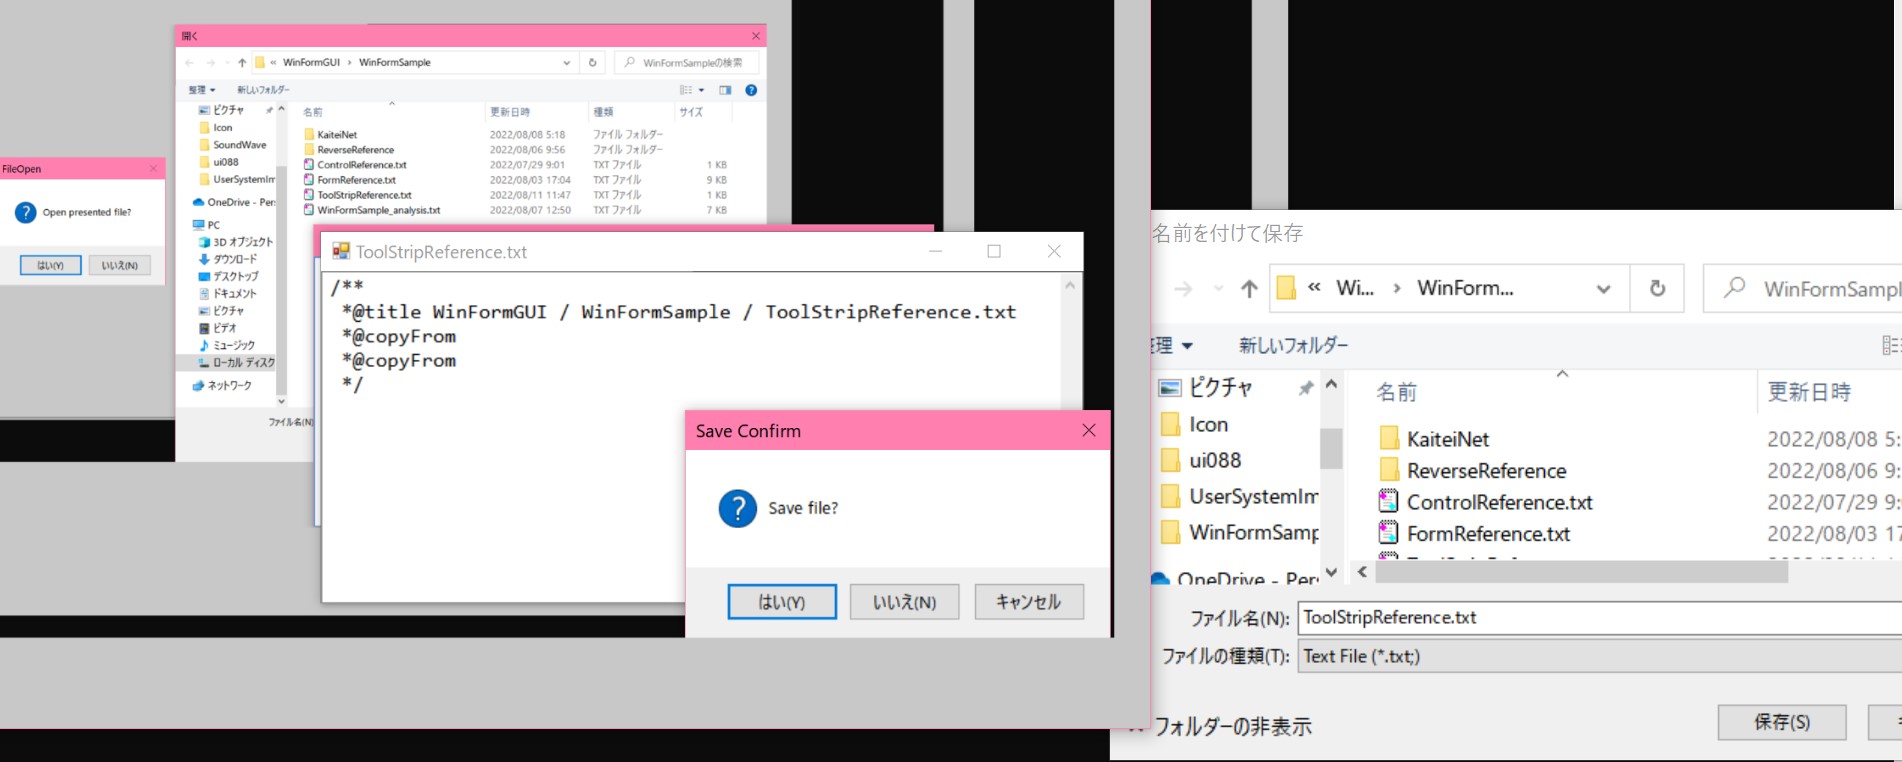 開く
« WinFormGUI › WinFormSample
WinFormSampleの検索
整理
新しいフォルダー
ピクチャ
Icon
SoundWave
ui088
UserSystemIm
OneDrive - Pers
PC
3D オブジェクト
ダウンロード
デスクトップ
ドキュメント
ピクチャ
ビデオ
ミュージック
ローカル ディスク
ネットワーク
名前 更新日時 種類 サイズ
KaiteiNet 2022/08/08 5:18 ファイル フォルダー
ReverseReference 2022/08/06 9:56 ファイル フォルダー
ControlReference.txt 2022/07/29 9:01 TXT ファイル 1 KB
FormReference.txt 2022/08/03 17:04 TXT ファイル 9 KB
ToolStripReference.txt 2022/08/11 11:47 TXT ファイル 1 KB
WinFormSample_analysis.txt 2022/08/07 12:50 TXT ファイル 7 KB
ファイル名(N)
FileOpen
Open presented file?
はい(Y) いいえ(N)
ToolStripReference.txt
/**
*@title WinFormGUI / WinFormSample / ToolStripReference.txt
*@copyFrom
*@copyFrom
*/
Save Confirm
Save file?
はい(Y) いいえ(N) キャンセル
名前を付けて保存
« Wi... › WinForm...
WinFormSampl
理 新しいフォルダー
ピクチャ
Icon
ui088
UserSystemIm
WinFormSamp
OneDrive - Pers
名前 更新日時
KaiteiNet 2022/08/08 5:
ReverseReference 2022/08/06 9:
ControlReference.txt 2022/07/29 9:
FormReference.txt 2022/08/03 17
ファイル名(N): ToolStripReference.txt
ファイルの種類(T): Text File (*.txt;)
フォルダーの非表示
保存(S)